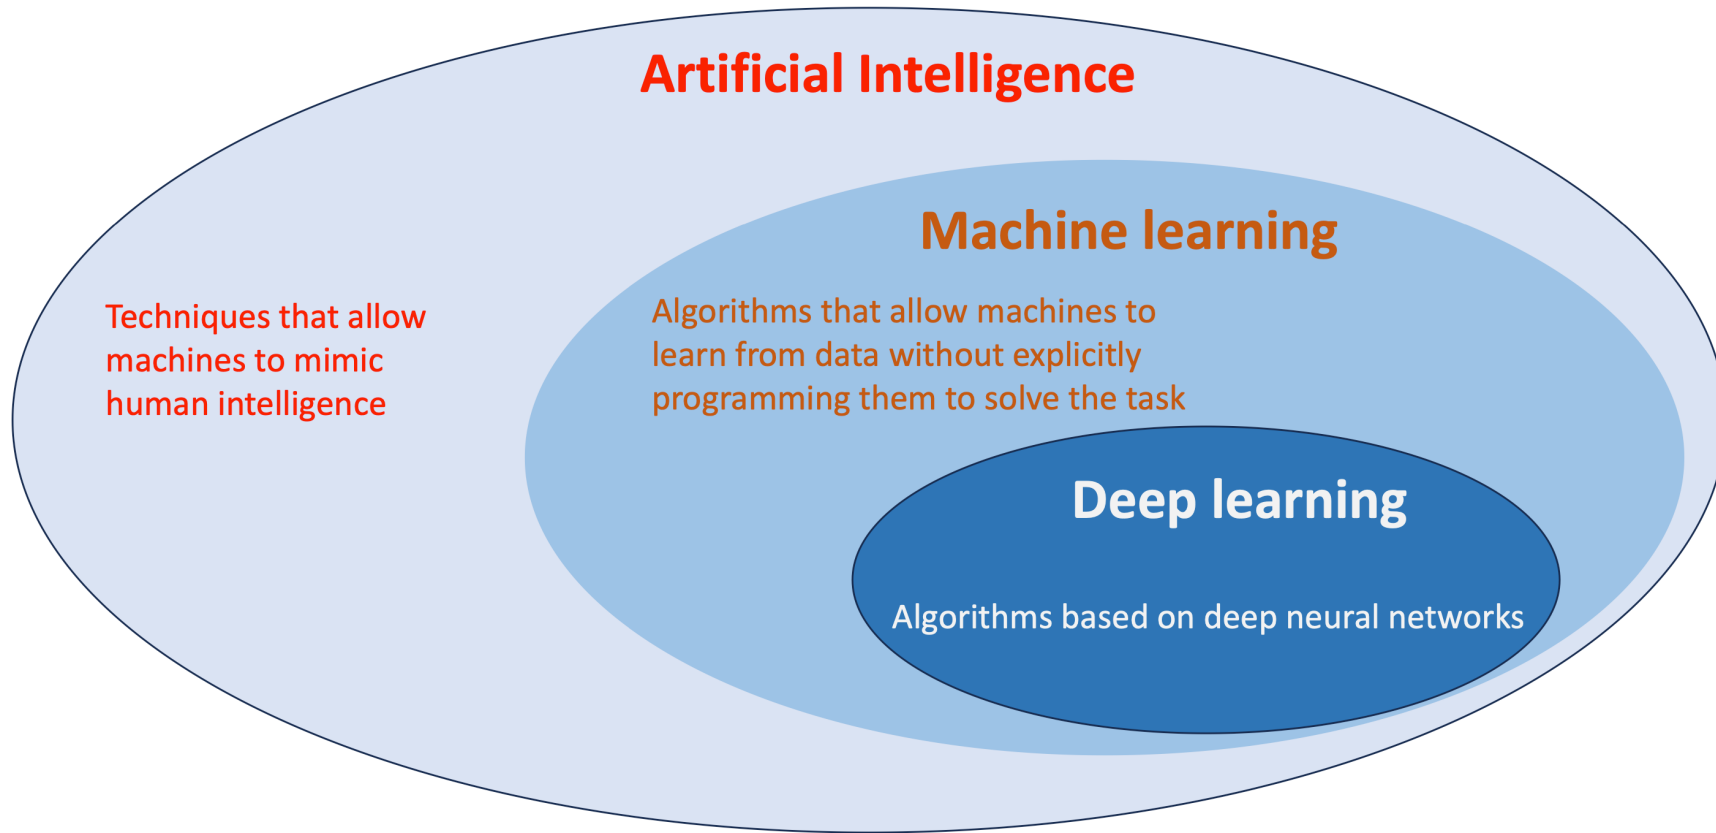 Artificial Intelligence
Machine learning
Techniques that allow
machines to mimic
human intelligence
Algorithms that allow machines to
learn from data without explicitly
programming them to solve the task
Deep learning
Algorithms based on deep neural networks